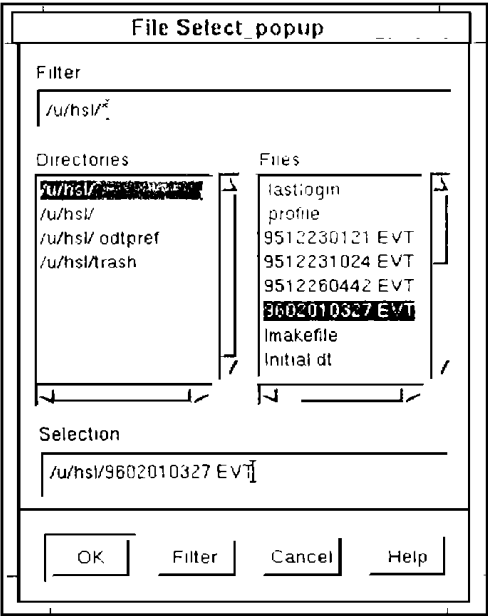 File Select_popup
Filter
/u/hsl/*
Directories
Files
/u/hsl/
/u/hsl/
/u/hsl/ odtpref
/u/hsl/trash
lastlogin
profile
9512230121 EVT
9512231024 EVT
9512260442 EVT
9602010327 EVT
Imakefile
Initial dt
Selection
/u/hsl/9602010327 EVT
OK
Filter
Cancel
Help